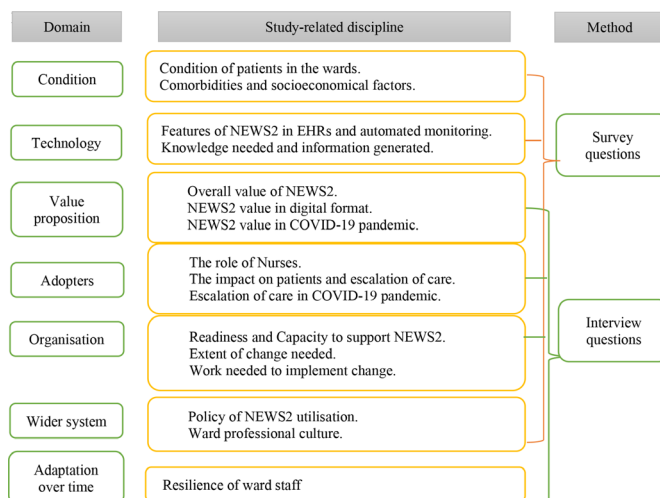 Domain
Study-related discipline
Method
Condition
Condition of patients in the wards.
Comorbidities and socioeconomical factors.
Technology
Features of NEWS2 in EHRs and automated monitoring.
Knowledge needed and information generated.
Survey
questions
Value
proposition
Overall value of NEWS2.
NEWS2 value in digital format.
NEWS2 value in COVID-19 pandemic.
Adopters
The role of Nurses.
The impact on patients and escalation of care.
Escalation of care in COVID-19 pandemic.
Organisation
Readiness and Capacity to support NEWS2.
Extent of change needed.
Work needed to implement change.
Interview
questions
Wider system
Policy of NEWS2 utilisation.
Ward professional culture.
Adaptation
over time
Resilience of ward staff